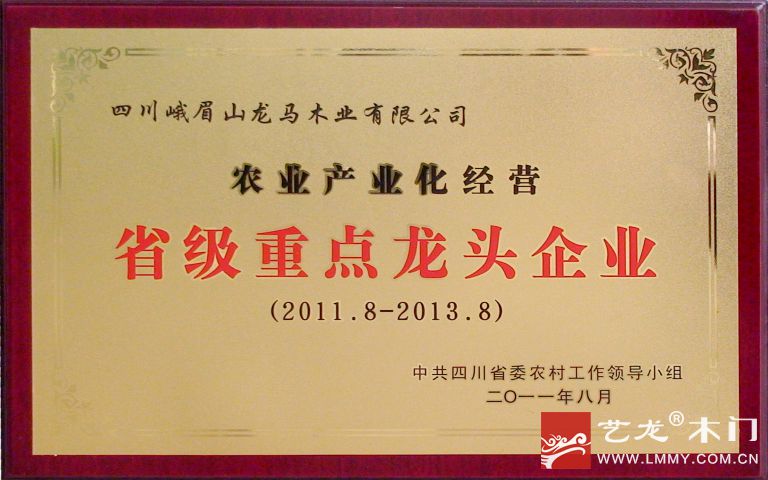 四川峨眉山龙马木业有限公司
农业产业化经营
省级重点龙头企业
(2011.8-2013.8)
中共四川省委农村工作领导小组
二〇一一年八月
艺龙®木门
WWW.LMMY.COM.CN